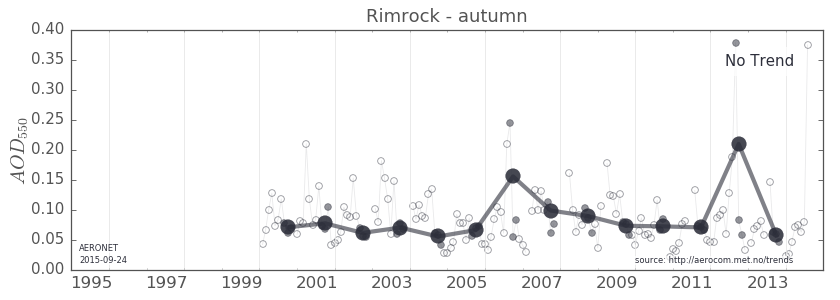 Rimrock - autumn
0.40
0.35
0.30
0.25
0.20
0.15
0.10
0.05
0.00
AOD550
No Trend
AERONET
2015-09-24
source: http://aerocom.met.no/trends
1995 1997 1999 2001 2003 2005 2007 2009 2011 2013